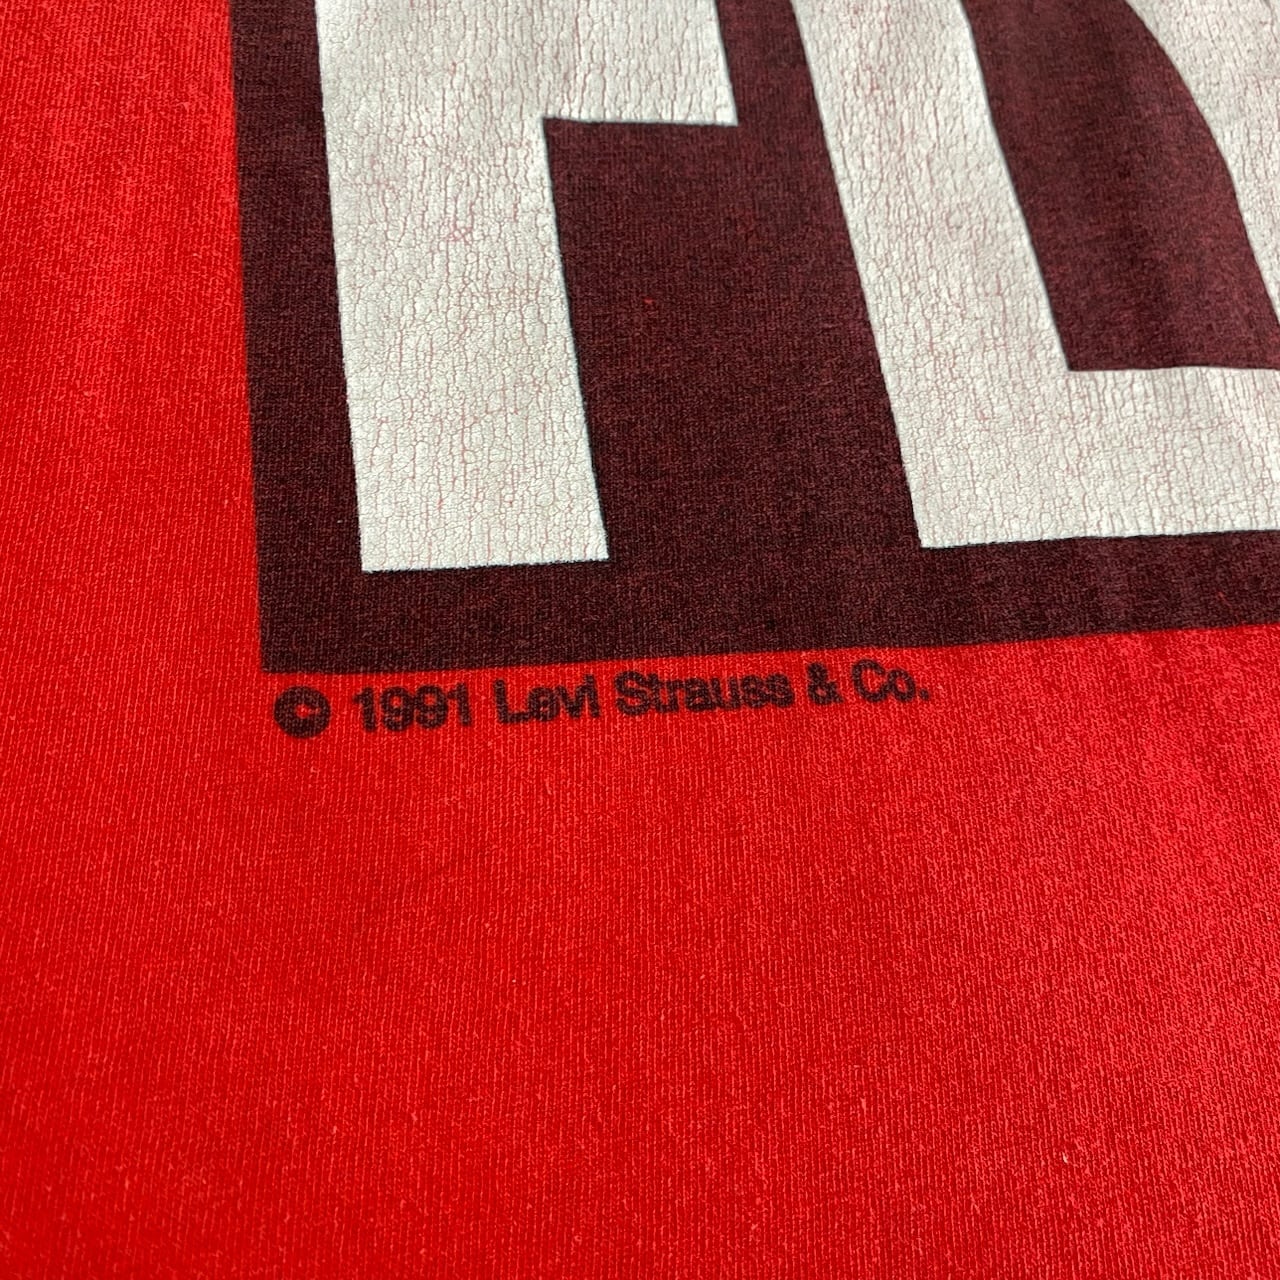 © 1991 Levi Strauss & Co.